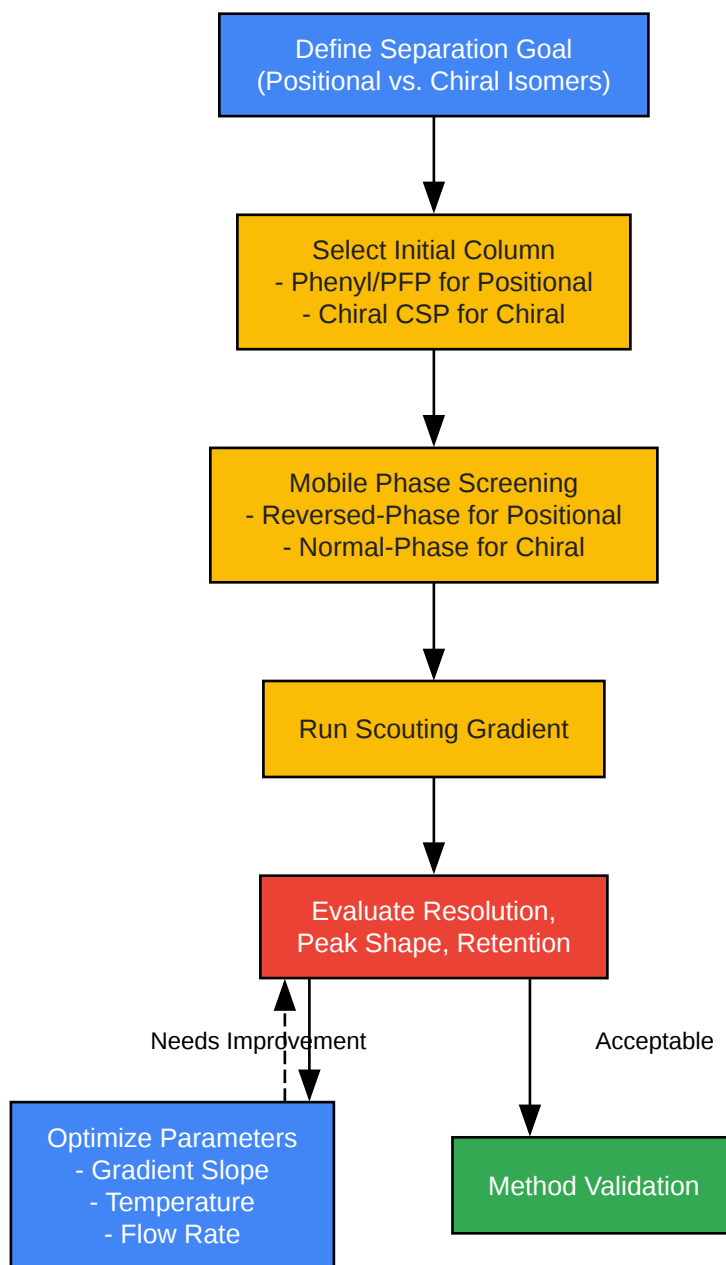 Define Separation Goal
(Positional vs. Chiral Isomers)
Select Initial Column
- Phenyl/PFP for Positional
- Chiral CSP for Chiral
Mobile Phase Screening
- Reversed-Phase for Positional
- Normal-Phase for Chiral
Run Scouting Gradient
Evaluate Resolution,
Peak Shape, Retention
Needs Improvement
Acceptable
Optimize Parameters
- Gradient Slope
- Temperature
- Flow Rate
Method Validation